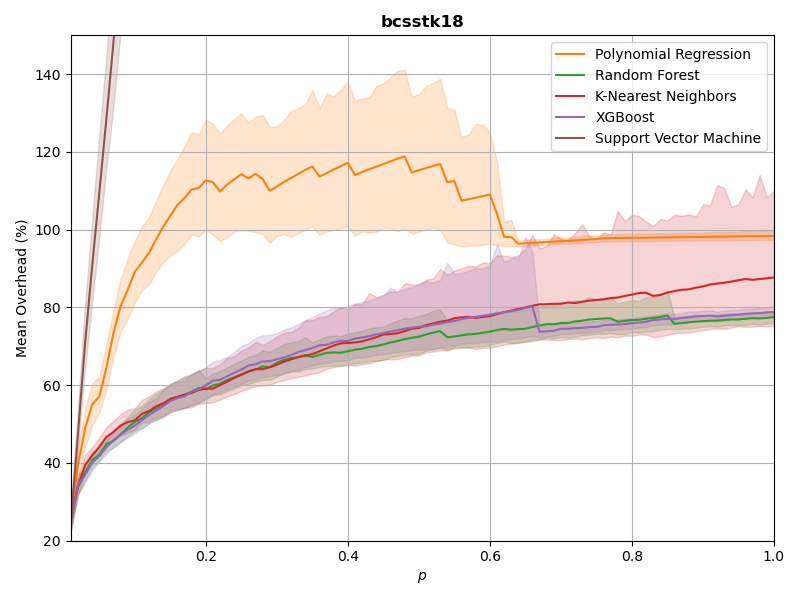 bcsstk18
Polynomial Regression
Random Forest
K-Nearest Neighbors
XGBoost
Support Vector Machine
Mean Overhead (%)
140
120
100
80
60
40
20
0.2 0.4 0.6 0.8 1.0
p